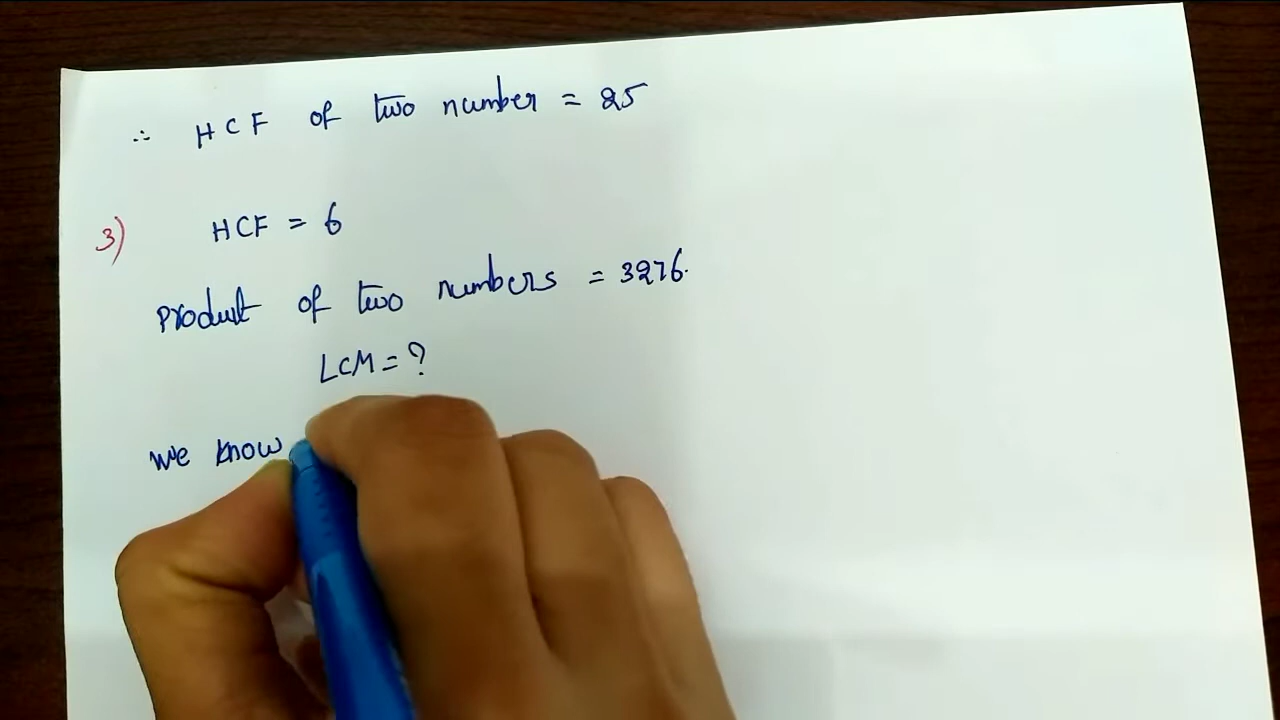 ∴ HCF of two number = 25
3) HCF = 6
Product of two numbers = 3276.
LCM = ?
We know